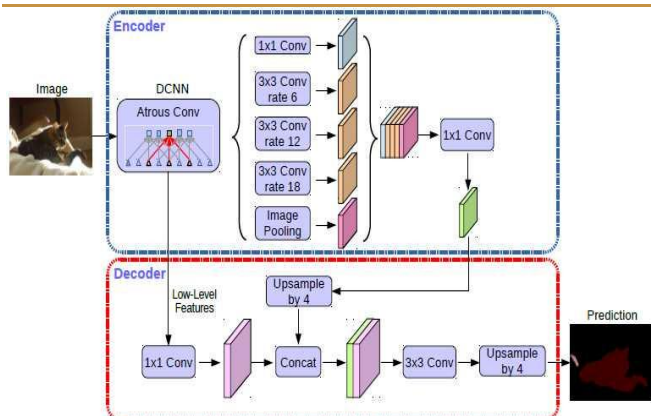 Encoder
Image
DCNN
Atrous Conv
1x1 Conv
3x3 Conv
rate 6
3x3 Conv
rate 12
3x3 Conv
rate 18
Image
Pooling
1x1 Conv
Decoder
Low-Level
Features
Upsample
by 4
1x1 Conv
Concat
3x3 Conv
Upsample
by 4
Prediction